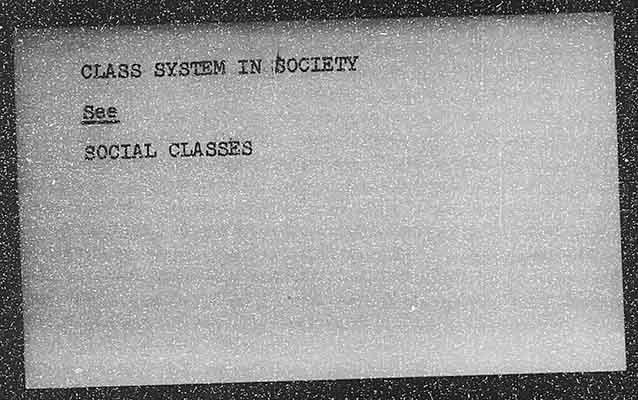 CLASS SYSTEM IN SOCIETY
See
SOCIAL CLASSES